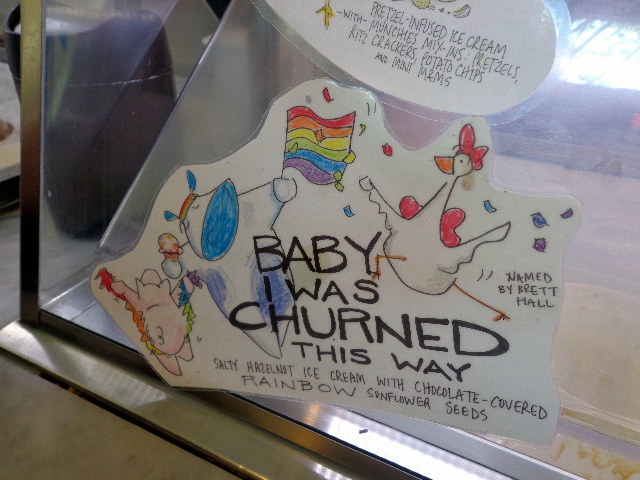 PRETZEL-INFUSED ICE CREAM
-WITH- MUNCHIES MIX-INS: PRETZELS,
RITZ CRACKERS, POTATO CHIPS
AND MINI M&MS
BABY
I WAS
CHURNED
THIS WAY
NAMED
BY BRETT
HALL
SALTY HAZELNUT ICE CREAM WITH CHOCOLATE-COVERED
RAINBOW SUNFLOWER SEEDS